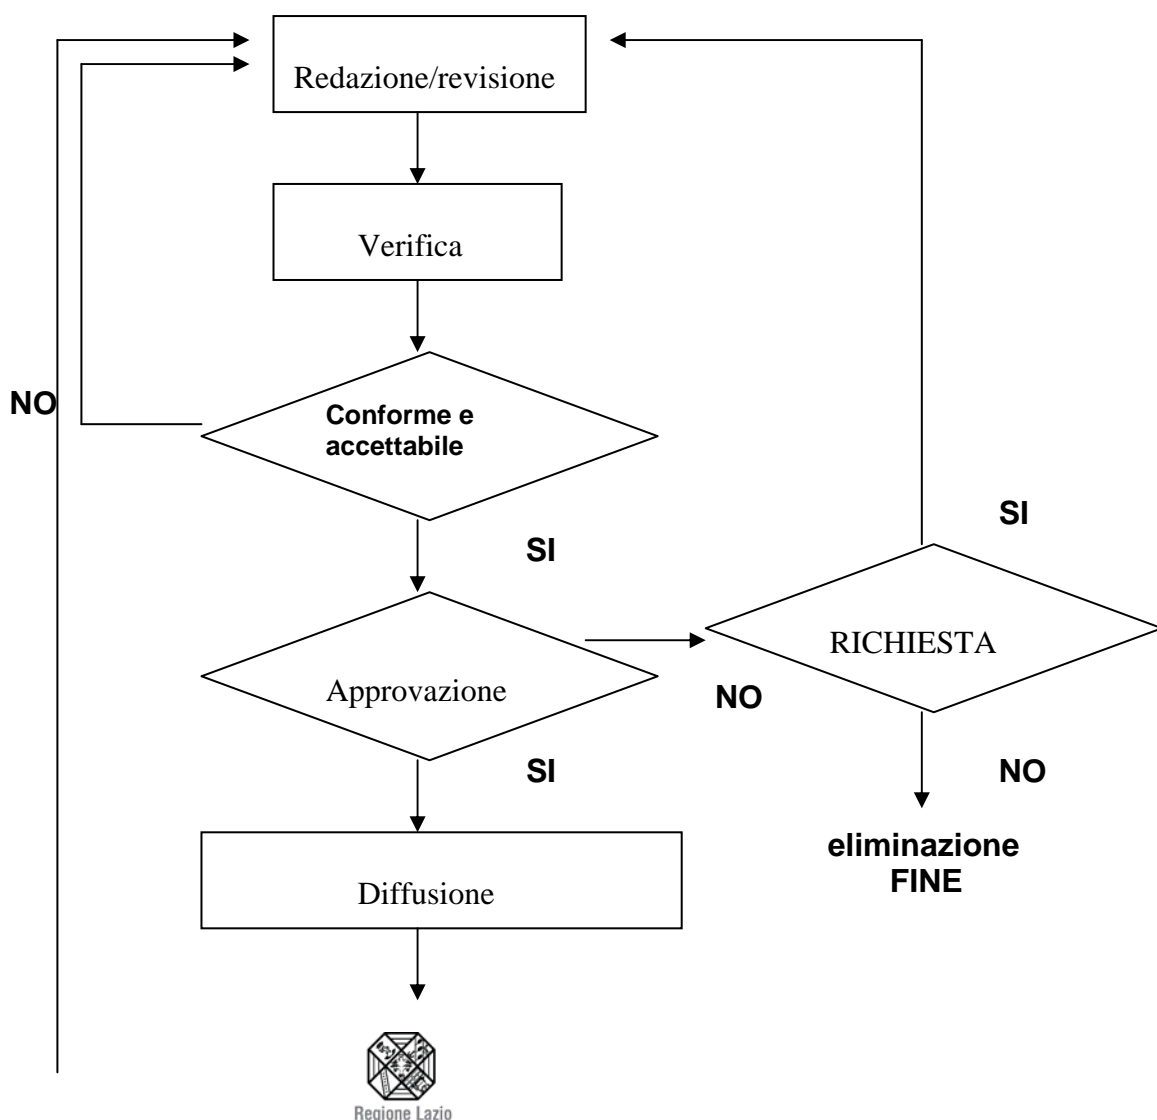 Redazione/revisione
Verifica
NO
Conforme e
accettabile
SI
SI
RICHIESTA
Approvazione
NO
SI
NO
eliminazione
FINE
Diffusione
Regione Lazio